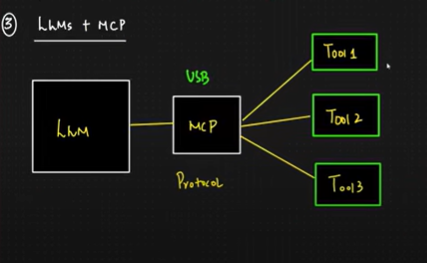 ③ LLMs + MCP
USB
Tool 1
LLM
MCP
Tool 2
Protocol
Tool 3